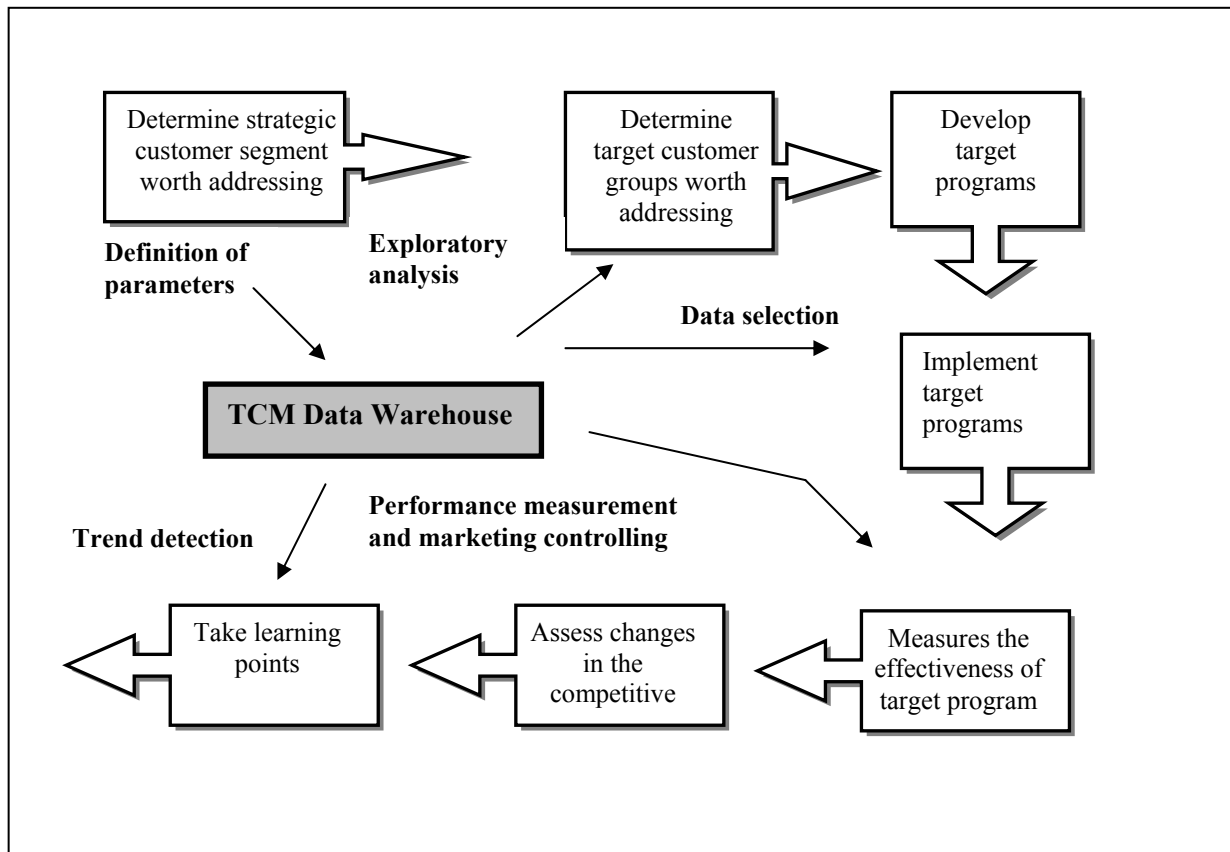 Determine strategic
customer segment
worth addressing
Determine
target customer
groups worth
addressing
Develop
target
programs
Definition of
parameters
Exploratory
analysis
Data selection
Implement
target
programs
TCM Data Warehouse
Performance measurement
and marketing controlling
Trend detection
Take learning
points
Assess changes
in the
competitive
Measures the
effectiveness of
target program